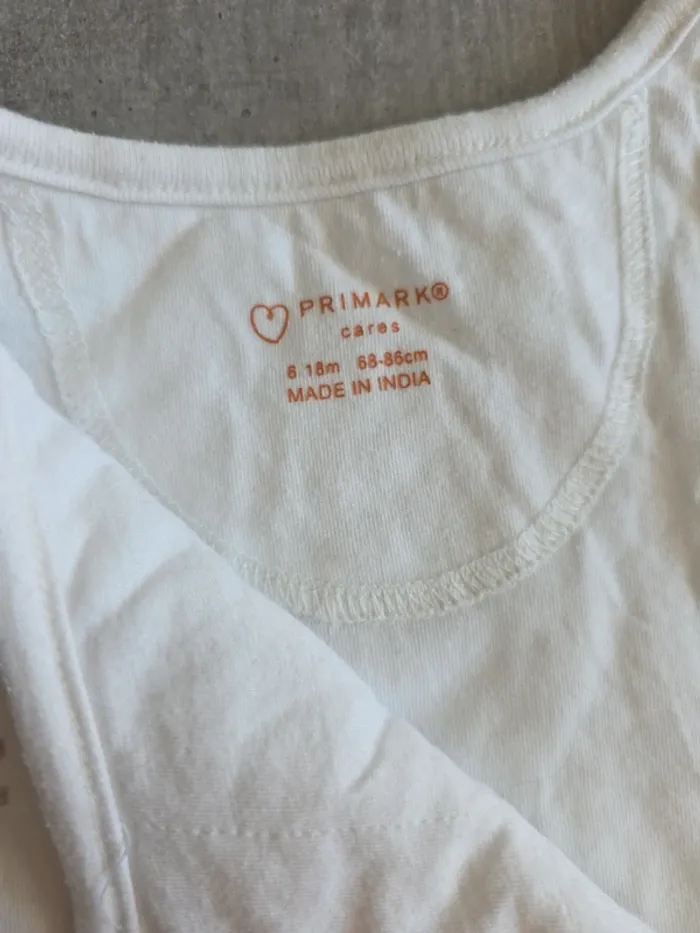 PRIMARK®
cares
6 18m 68-86cm
MADE IN INDIA